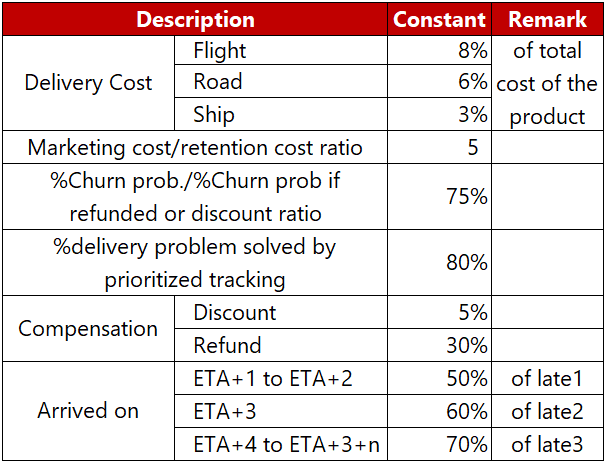 Description Constant Remark
Delivery Cost Flight 8% of total
Road 6% cost of the
Ship 3% product
Marketing cost/retention cost ratio 5
%Churn prob./%Churn prob if
refunded or discount ratio 75%
%delivery problem solved by
prioritized tracking 80%
Compensation Discount 5%
Refund 30%
Arrived on ETA+1 to ETA+2 50% of late1
ETA+3 60% of late2
ETA+4 to ETA+3+n 70% of late3